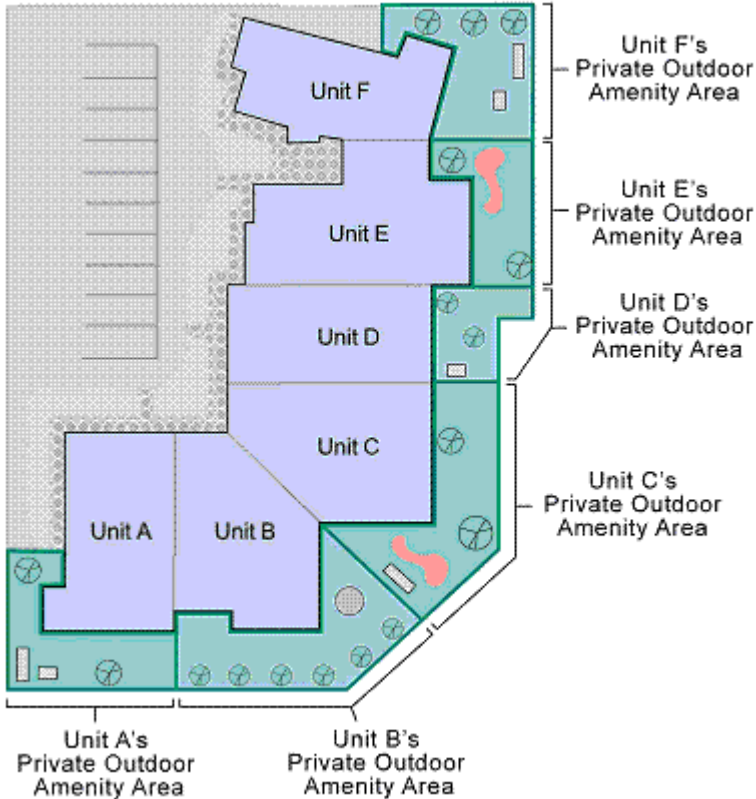 Unit F
Unit F's
Private Outdoor
Amenity Area
Unit E
Unit E's
Private Outdoor
Amenity Area
Unit D
Unit D's
Private Outdoor
Amenity Area
Unit C
Unit C's
Private Outdoor
Amenity Area
Unit A
Unit B
Unit A's
Private Outdoor
Amenity Area
Unit B's
Private Outdoor
Amenity Area